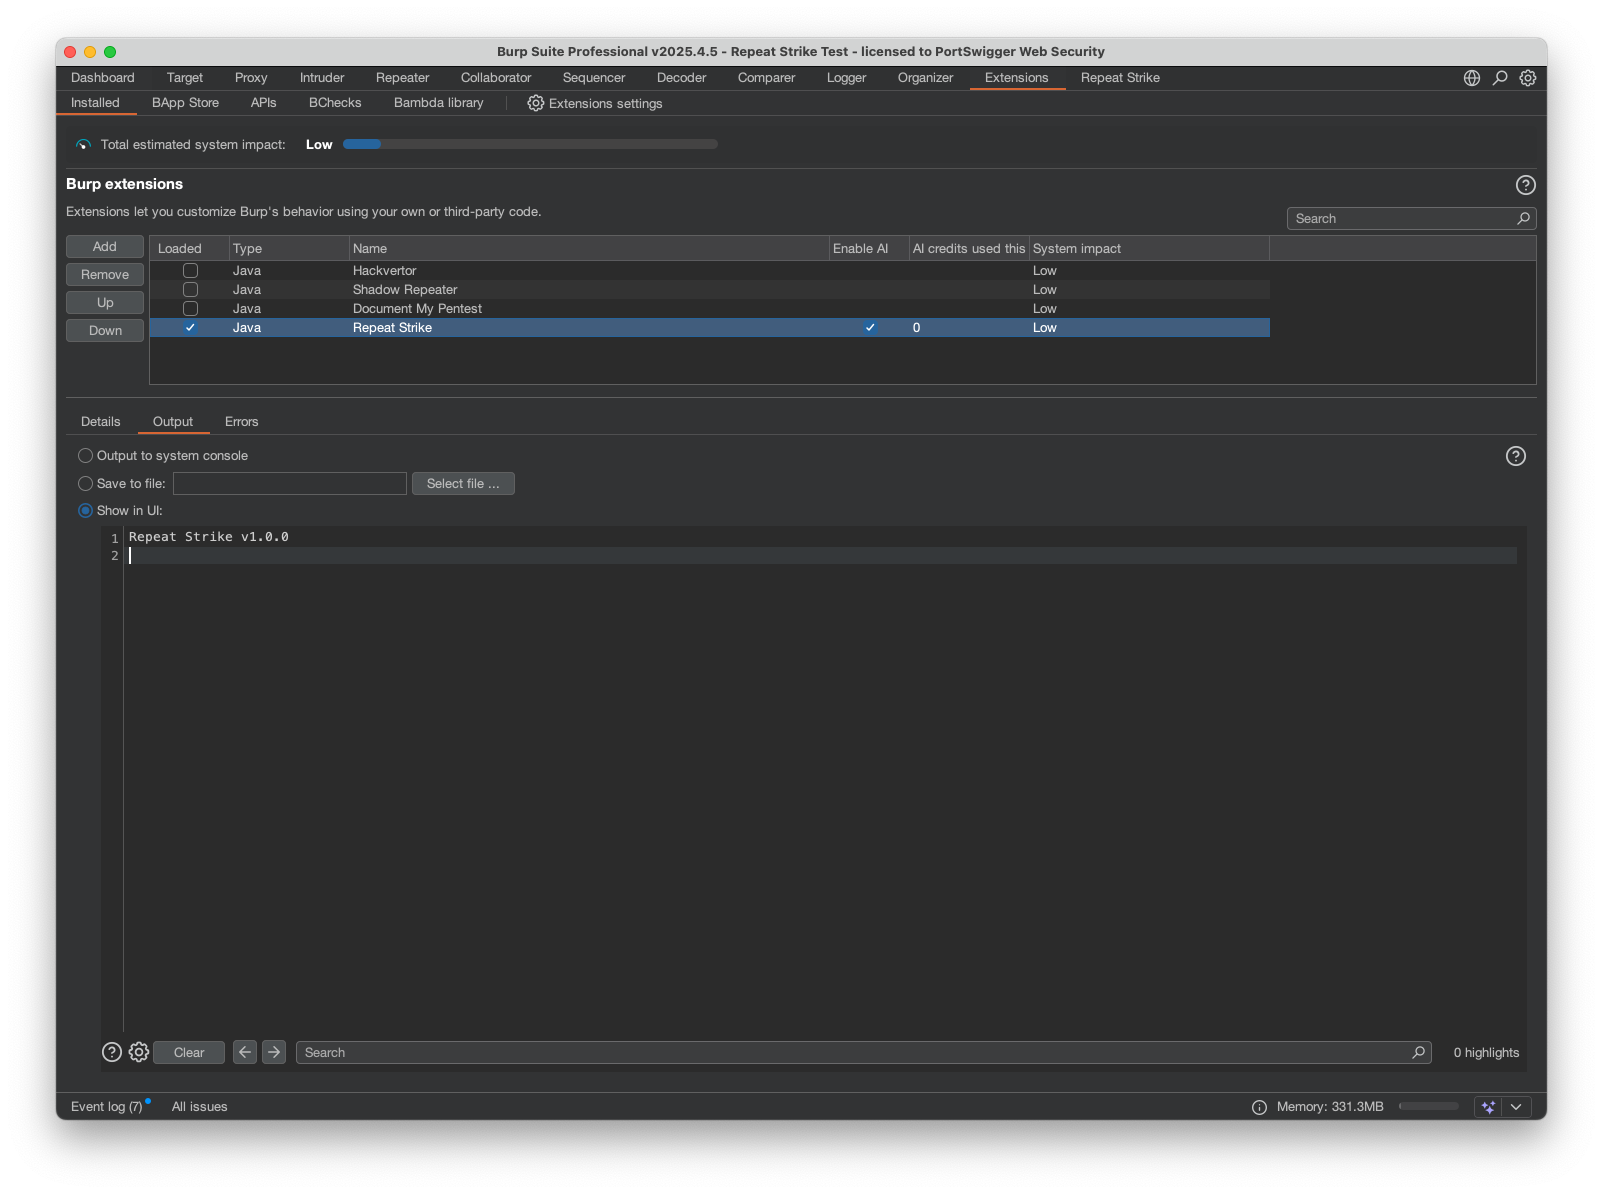 Burp Suite Professional v2025.4.5 - Repeat Strike Test - licensed to PortSwigger Web Security
Dashboard Target Proxy Intruder Repeater Collaborator Sequencer Decoder Comparer Logger Organizer Extensions Repeat Strike
Installed BApp Store APIs BChecks Bambda library Extensions settings
Total estimated system impact: Low
Burp extensions
Extensions let you customize Burp's behavior using your own or third-party code.
Search
Add
Remove
Up
Down
Loaded Type Name Enable AI AI credits used this System impact
Java Hackvertor Low
Java Shadow Repeater Low
Java Document My Pentest Low
Java Repeat Strike 0 Low
Details Output Errors
Output to system console
Save to file: Select file ...
Show in UI:
1 Repeat Strike v1.0.0
2
Clear Search 0 highlights
Event log (7) All issues Memory: 331.3MB